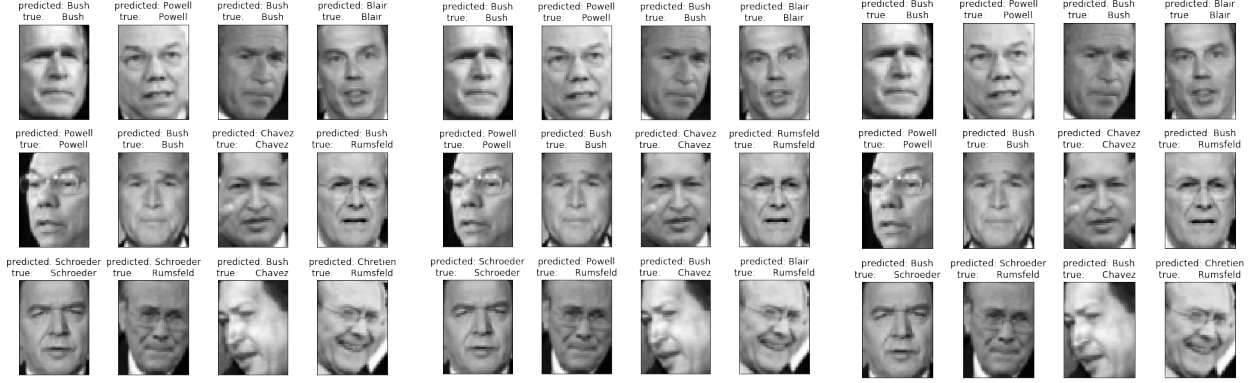 predicted: Bush predicted: Powell predicted: Bush predicted: Blair
true: Bush true: Powell true: Bush true: Blair
predicted: Powell predicted: Bush predicted: Chavez predicted: Bush
true: Powell true: Bush true: Chavez true: Rumsfeld
predicted: Schroeder predicted: Schroeder predicted: Bush predicted: Chretien
true: Schroeder true: Rumsfeld true: Chavez true: Rumsfeld
predicted: Bush predicted: Powell predicted: Bush predicted: Blair
true: Bush true: Powell true: Bush true: Blair
predicted: Powell predicted: Bush predicted: Chavez predicted: Rumsfeld
true: Powell true: Bush true: Chavez true: Rumsfeld
predicted: Schroeder predicted: Powell predicted: Bush predicted: Blair
true: Schroeder true: Rumsfeld true: Chavez true: Rumsfeld
predicted: Bush predicted: Powell predicted: Bush predicted: Blair
true: Bush true: Powell true: Bush true: Blair
predicted: Powell predicted: Bush predicted: Chavez predicted: Bush
true: Powell true: Bush true: Chavez true: Rumsfeld
predicted: Bush predicted: Schroeder predicted: Bush predicted: Chretien
true: Schroeder true: Rumsfeld true: Chavez true: Rumsfeld